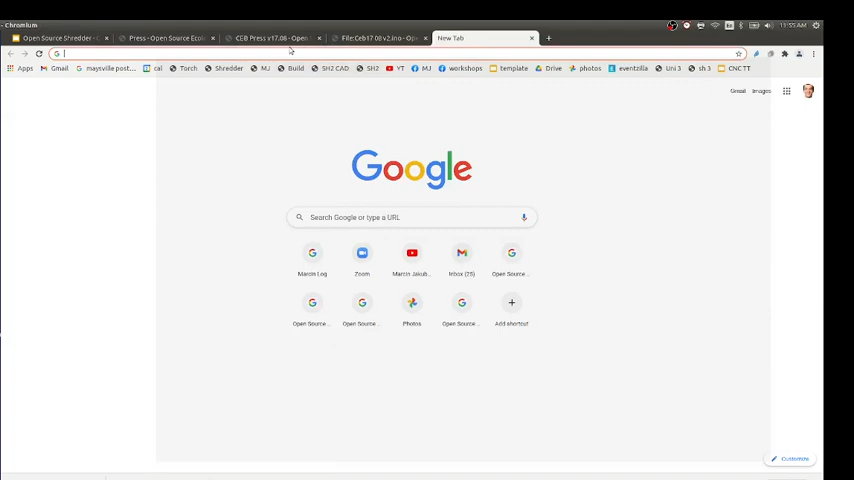 - Chromium
11:55 AM
Open Source Shredder -
Press - Open Source Ecol
CEB Press v17.08 - Open
File:Ceb17 08 v2.ino - Ope
New Tab
Apps
Gmail
maysville post...
cal
Torch
Shredder
MJ
Build
SH2 CAD
SH2
YT
MJ
workshops
template
Drive
photos
eventzilla
Uni 3
sh 3
CNCTT
Gmail
Images
Google
Search Google or type a URL
Marcin Log
Zoom
Marcin Jakub...
Inbox (25)
Open Source ...
Open Source ...
Open Source ...
Photos
Open Source ...
Add shortcut
Customize